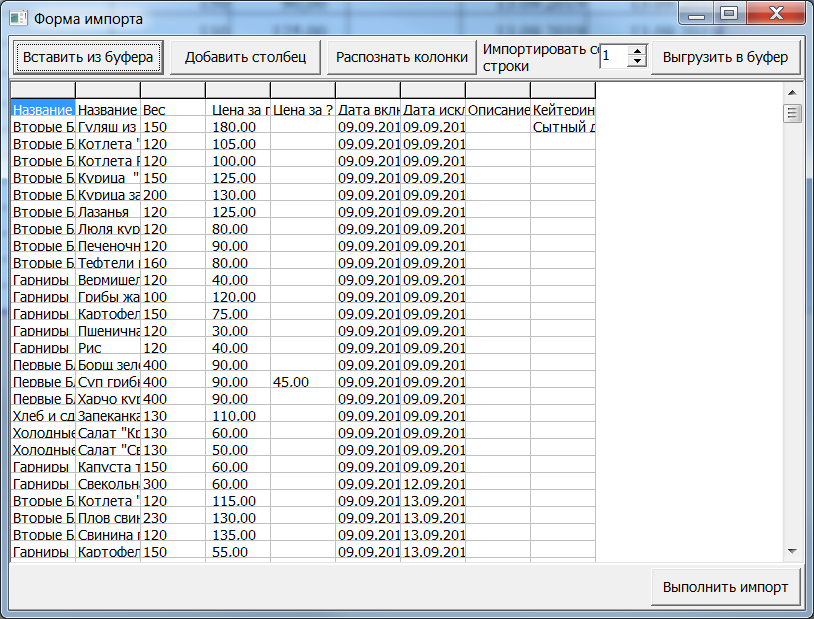 Форма импорта
Вставить из буфера Добавить столбец Распознать колонки Импортировать со строки 1 Выгрузить в буфер
Название Название Вес Цена за п Цена за ? Дата вклн Дата искл Описание Кейтерин
Вторые Б. Гуляш из 150 180.00 09.09.201 09.09.201 Сытный д
Вторые Б. Котлета " 120 105.00 09.09.201 09.09.201
Вторые Б. Котлета 120 100.00 09.09.201 09.09.201
Вторые Б. Курица " 150 125.00 09.09.201 09.09.201
Вторые Б. Курица за 200 130.00 09.09.201 09.09.201
Вторые Б. Лазанья 120 125.00 09.09.201 09.09.201
Вторые Б. Люля кур 120 80.00 09.09.201 09.09.201
Вторые Б. Печеночн 120 90.00 09.09.201 09.09.201
Вторые Б. Тефтели 160 80.00 09.09.201 09.09.201
Гарниры Вермишел 120 40.00 09.09.201 09.09.201
Гарниры Грибы жа 100 120.00 09.09.201 09.09.201
Гарниры Картофел 150 75.00 09.09.201 09.09.201
Гарниры Пшенична 120 30.00 09.09.201 09.09.201
Гарниры Рис 120 40.00 09.09.201 09.09.201
Первые Б. Борщ зел 400 90.00 09.09.201 09.09.201
Первые Б. Суп гриб 400 90.00 45.00 09.09.201 09.09.201
Первые Б. Харчо кур 400 90.00 09.09.201 09.09.201
Хлеб и сд Запеканка 130 110.00 09.09.201 09.09.201
Холодные Салат "Кр 130 60.00 09.09.201 09.09.201
Холодные Салат "Св 130 50.00 09.09.201 09.09.201
Гарниры Капуста т 150 60.00 09.09.201 09.09.201
Гарниры Свекольн 300 60.00 09.09.201 12.09.201
Вторые Б. Котлета " 120 115.00 09.09.201 13.09.201
Вторые Б. Плов сви 230 130.00 09.09.201 13.09.201
Вторые Б. Свинина 120 135.00 09.09.201 13.09.201
Гарниры Картофел 150 55.00 09.09.201 13.09.201
Выполнить импорт